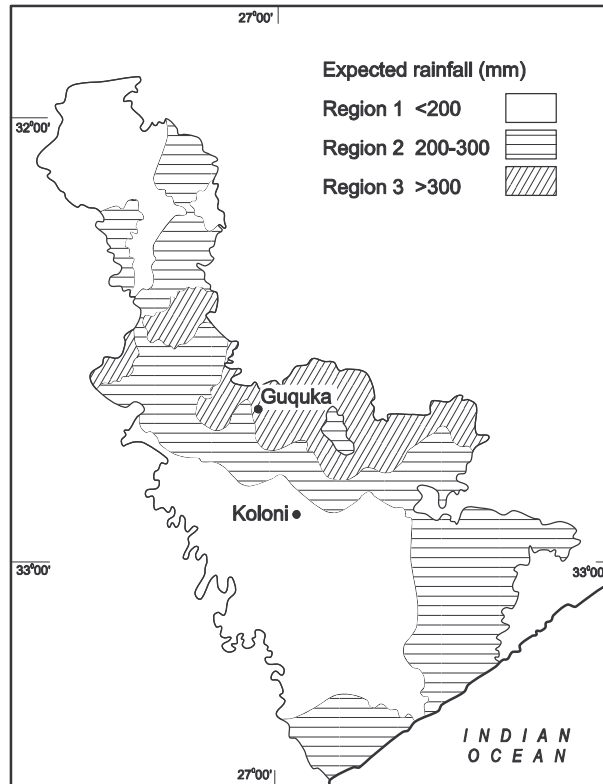 27°00'
Expected rainfall (mm)
Region 1 <200
32°00'
Region 2 200-300
Region 3 >300
Guquka
Koloni
33°00'
33°00'
INDIAN
OCEAN
27°00'